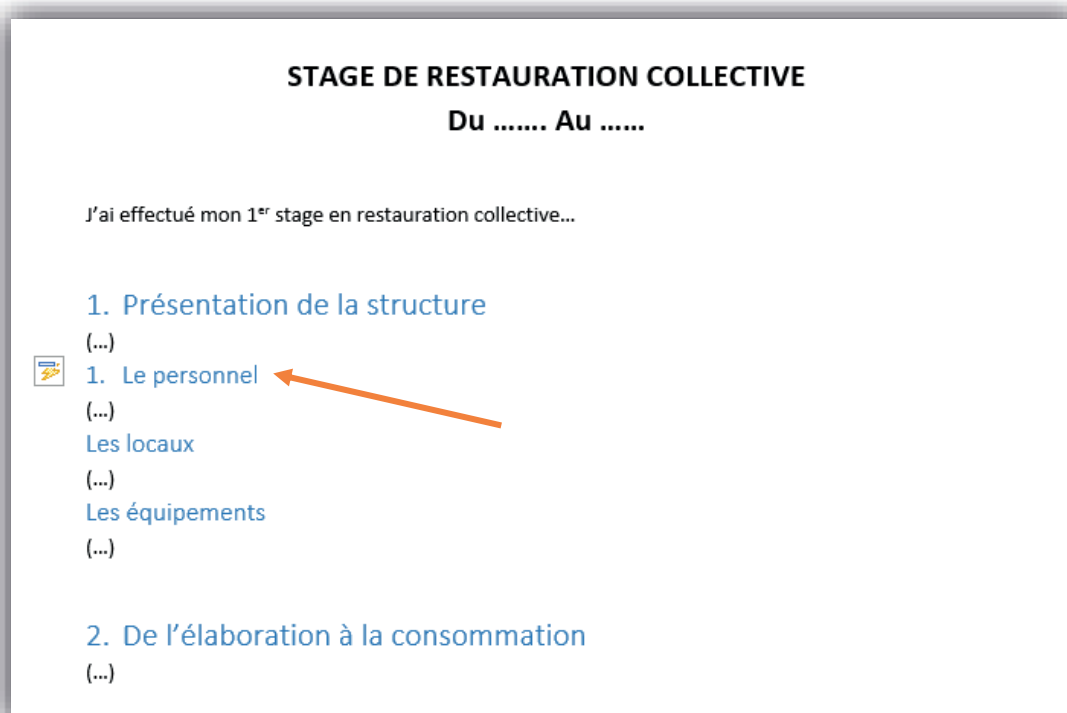 STAGE DE RESTAURATION COLLECTIVE
Du ……. Au ……
J’ai effectué mon 1er stage en restauration collective…
1. Présentation de la structure
(…)
1. Le personnel
(…)
Les locaux
(…)
Les équipements
(…)
2. De l’élaboration à la consommation
(…)